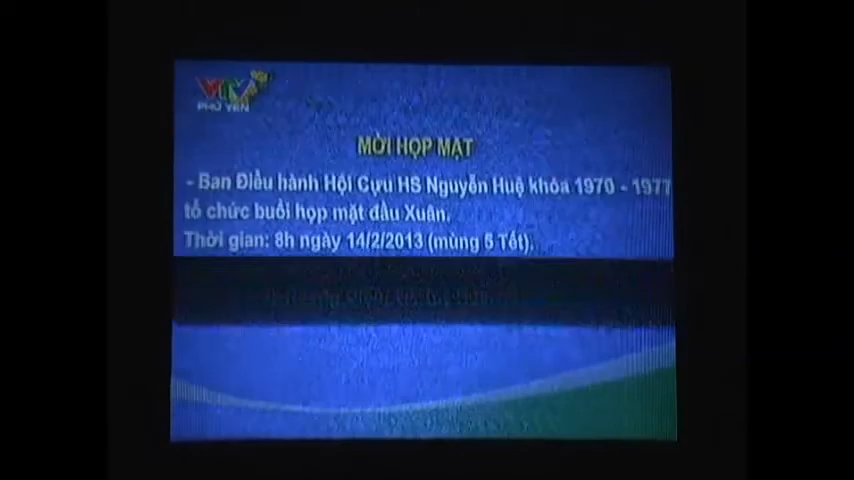 VTV
PHÚ YÊN
MỜI HỌP MẶT
- Ban Điều hành Hội Cựu HS Nguyễn Huệ khóa 1970 - 1977
tổ chức buổi họp mặt đầu Xuân.
Thời gian: 8h ngày 14/2/2013 (mùng 5 Tết).